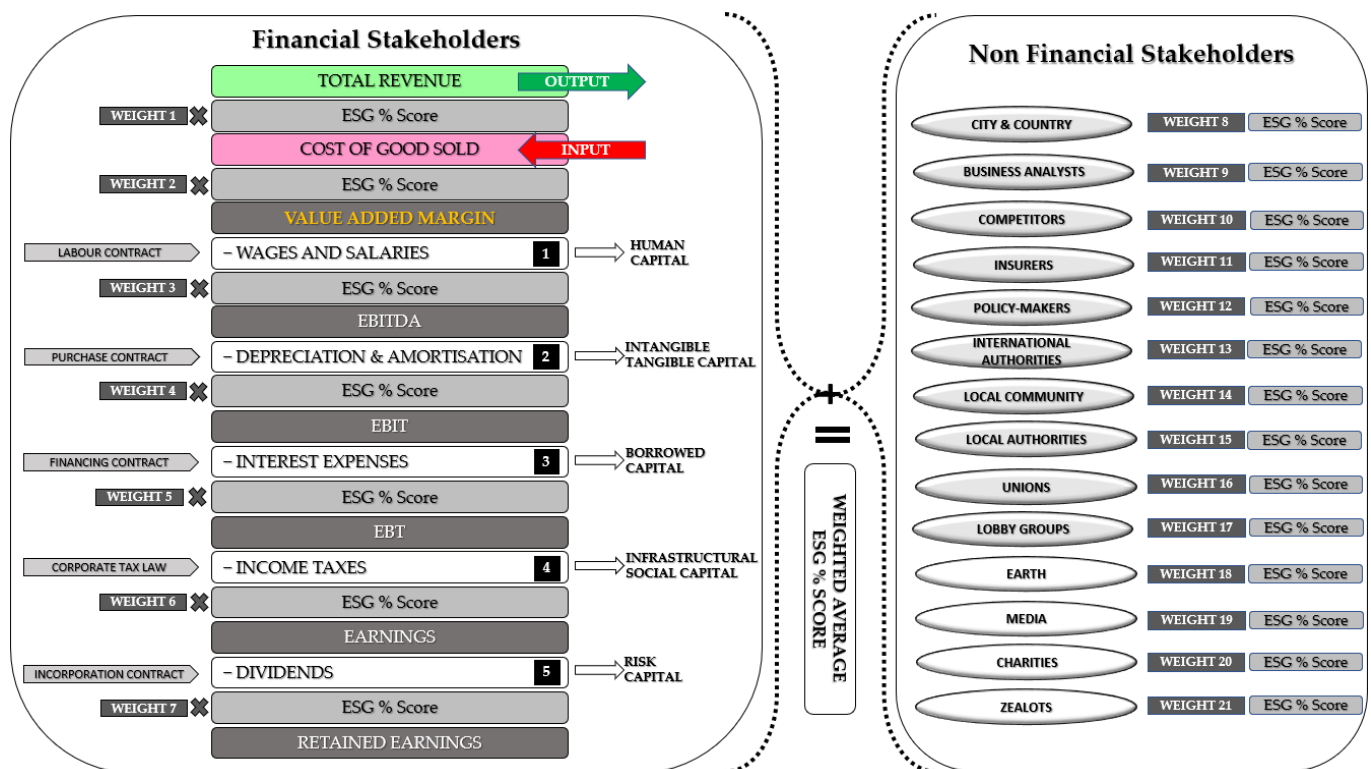 Financial Stakeholders
TOTAL REVENUE
OUTPUT
WEIGHT 1
ESG % Score
COST OF GOOD SOLD
INPUT
WEIGHT 2
ESG % Score
VALUE ADDED MARGIN
LABOUR CONTRACT
– WAGES AND SALARIES
1
HUMAN
CAPITAL
WEIGHT 3
ESG % Score
EBITDA
PURCHASE CONTRACT
– DEPRECIATION & AMORTISATION
2
INTANGIBLE
TANGIBLE CAPITAL
WEIGHT 4
ESG % Score
EBIT
FINANCING CONTRACT
– INTEREST EXPENSES
3
BORROWED
CAPITAL
WEIGHT 5
ESG % Score
EBT
CORPORATE TAX LAW
– INCOME TAXES
4
INFRASTRUCTURAL
SOCIAL CAPITAL
WEIGHT 6
ESG % Score
EARNINGS
INCORPORATION CONTRACT
– DIVIDENDS
5
RISK
CAPITAL
WEIGHT 7
ESG % Score
RETAINED EARNINGS
+
=
WEIGHTED AVERAGE
ESG % SCORE
Non Financial Stakeholders
CITY & COUNTRY
WEIGHT 8
ESG % Score
BUSINESS ANALYSTS
WEIGHT 9
ESG % Score
COMPETITORS
WEIGHT 10
ESG % Score
INSURERS
WEIGHT 11
ESG % Score
POLICY-MAKERS
WEIGHT 12
ESG % Score
INTERNATIONAL
AUTHORITIES
WEIGHT 13
ESG % Score
LOCAL COMMUNITY
WEIGHT 14
ESG % Score
LOCAL AUTHORITIES
WEIGHT 15
ESG % Score
UNIONS
WEIGHT 16
ESG % Score
LOBBY GROUPS
WEIGHT 17
ESG % Score
EARTH
WEIGHT 18
ESG % Score
MEDIA
WEIGHT 19
ESG % Score
CHARITIES
WEIGHT 20
ESG % Score
ZEALOTS
WEIGHT 21
ESG % Score